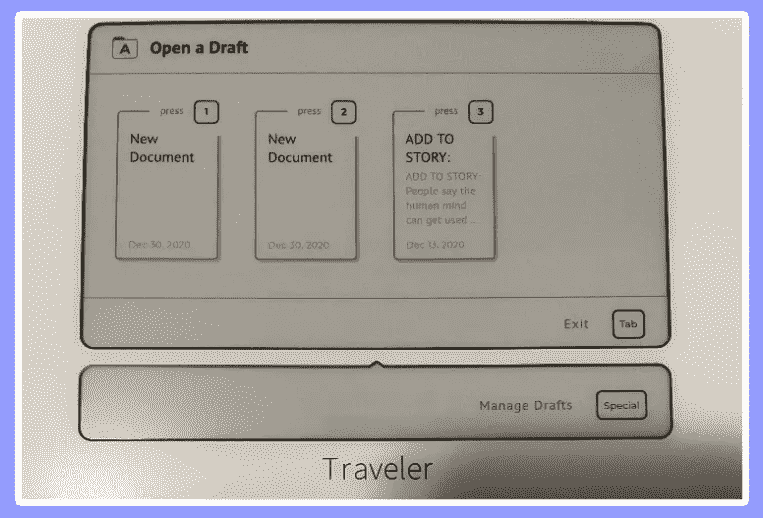 A Open a Draft
press 1
press 2
press 3
New
Document
New
Document
ADD TO
STORY:
ADD TO STORY:
People say the
human mind
can get used ...
Dec 30, 2020
Dec 30, 2020
Dec 13, 2020
Exit Tab
Manage Drafts Special
Traveler